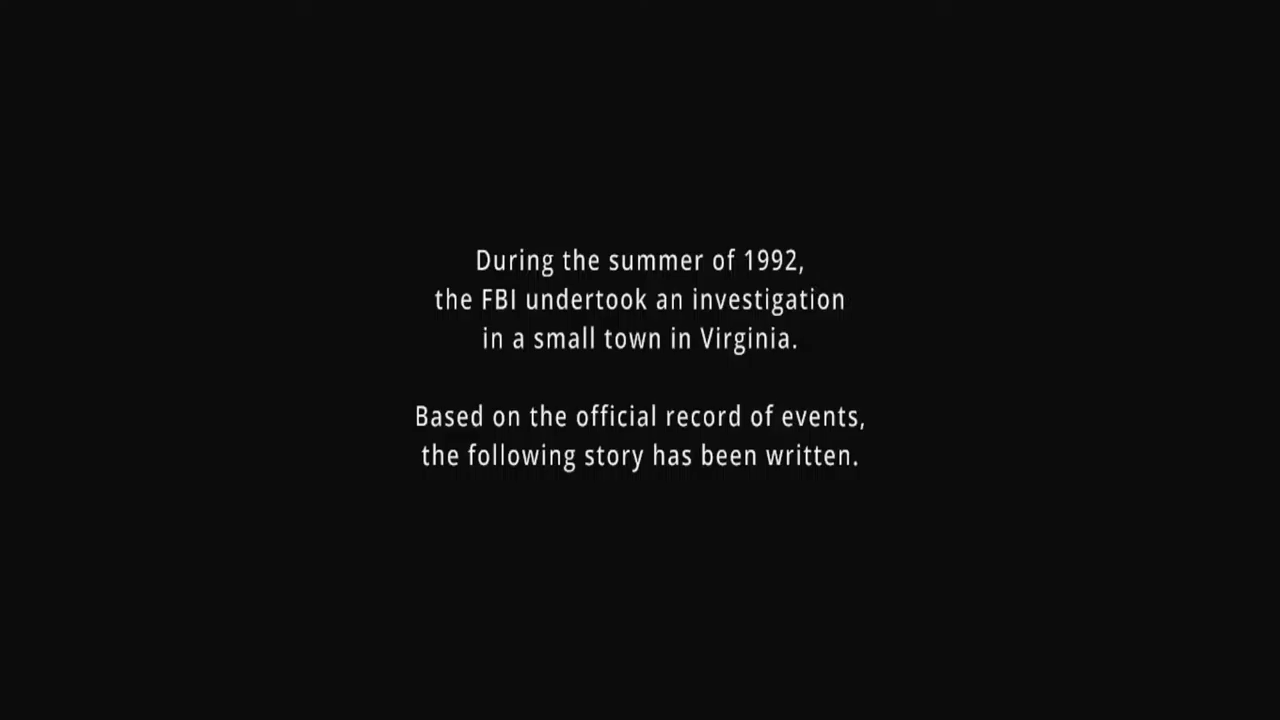 During the summer of 1992,
the FBI undertook an investigation
in a small town in Virginia.
Based on the official record of events,
the following story has been written.